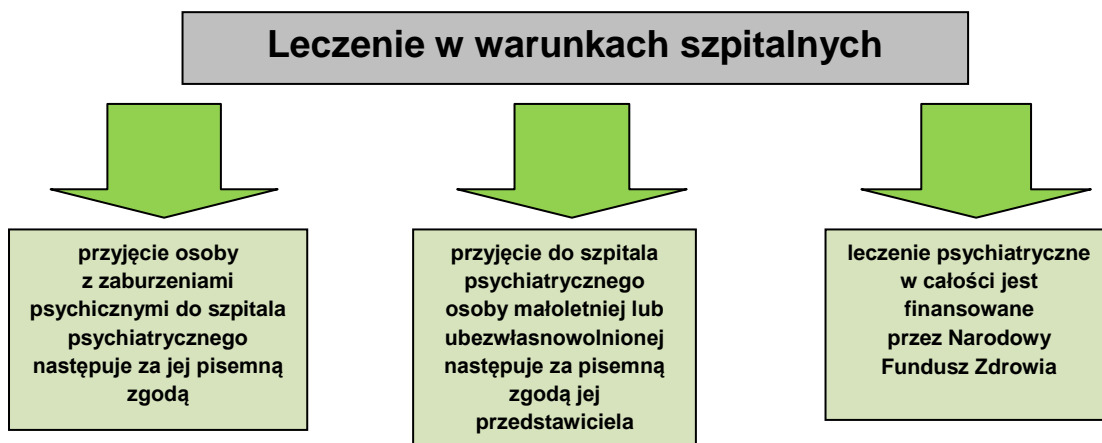 Leczenie w warunkach szpitalnych
przyjęcie osoby
z zaburzeniami
psychicznymi do szpitala
psychiatrycznego
następuje za jej pisemną
zgodą
przyjęcie do szpitala
psychiatrycznego
osoby małoletniej lub
ubezwłasnowolnionej
następuje za pisemną
zgodą jej
przedstawiciela
leczenie psychiatryczne
w całości jest
finansowane
przez Narodowy
Fundusz Zdrowia